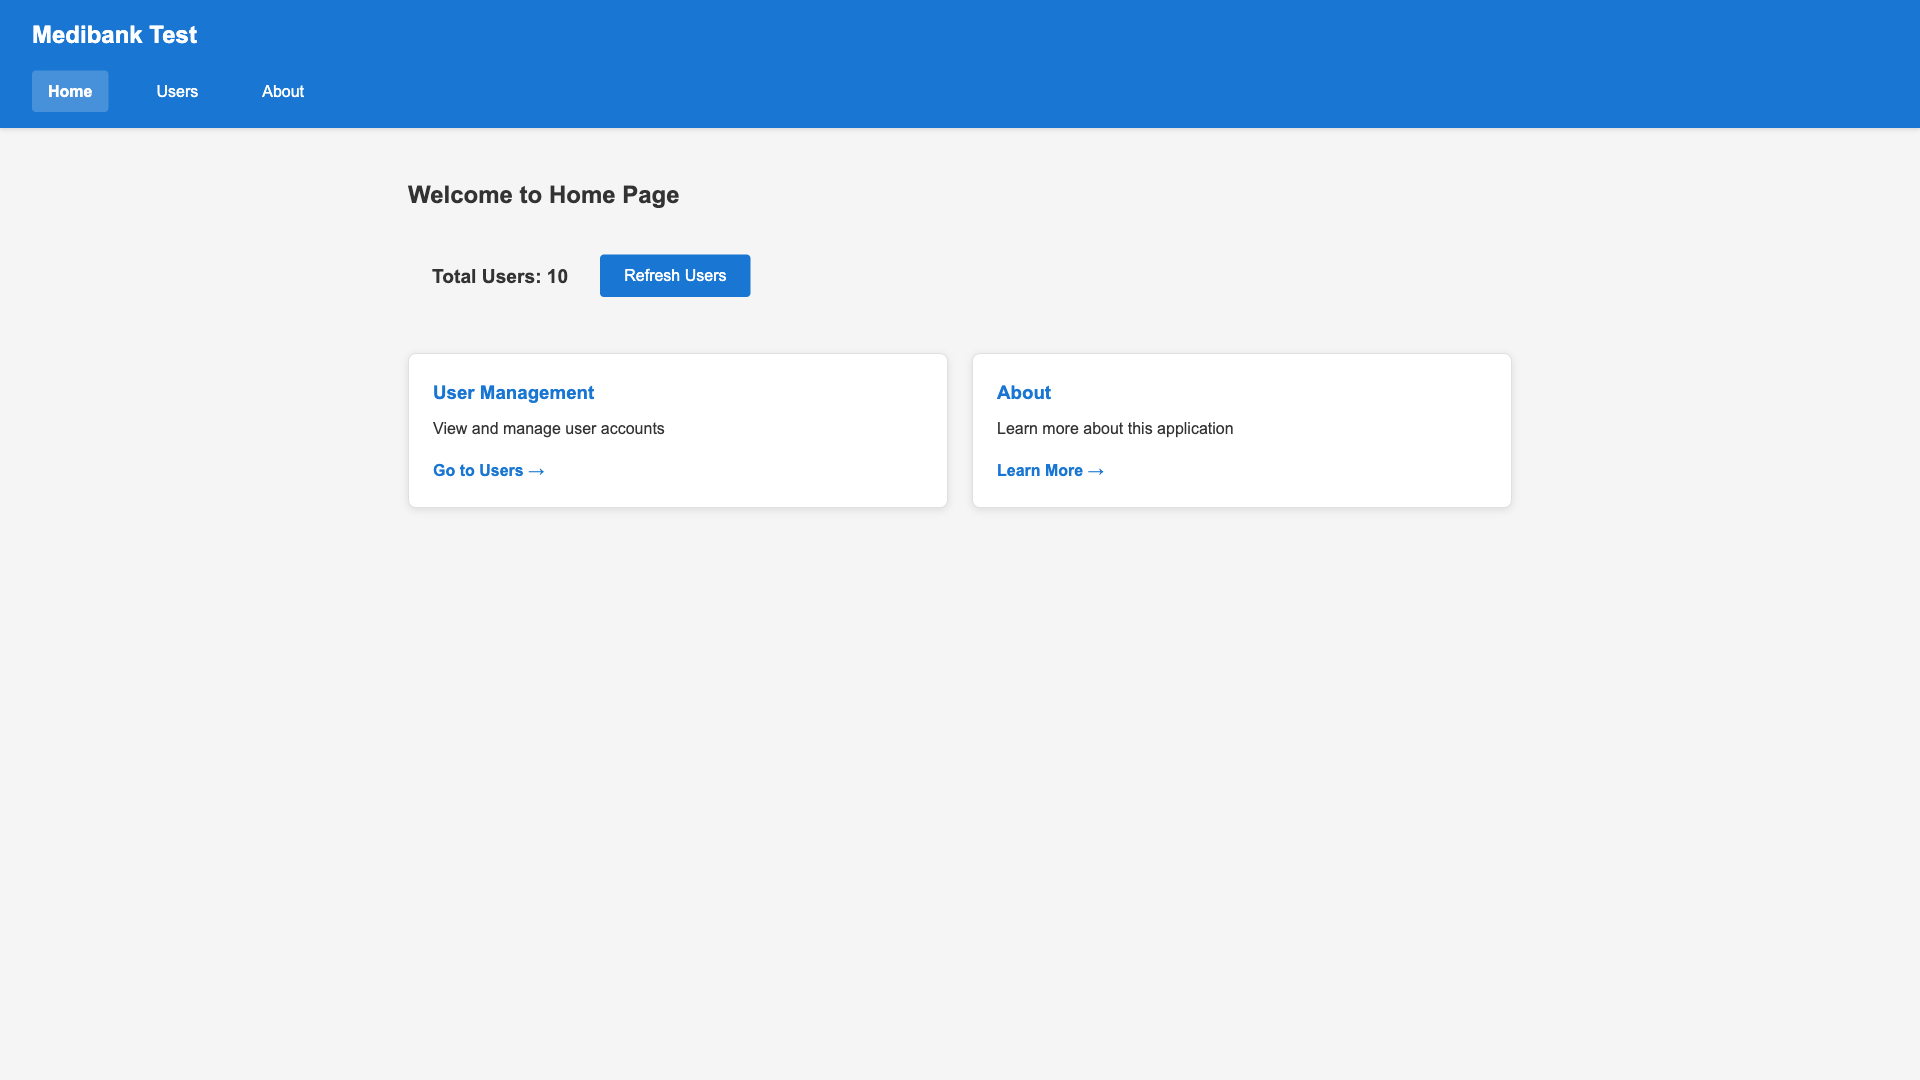 Medibank Test
Home Users About
Welcome to Home Page
Total Users: 10 Refresh Users
User Management
View and manage user accounts
Go to Users →
About
Learn more about this application
Learn More →